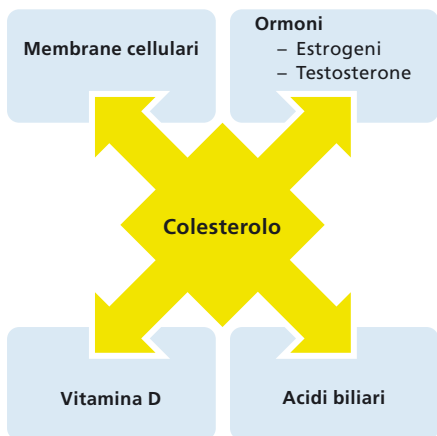 Membrane cellulari
Ormoni
– Estrogeni
– Testosterone
Colesterolo
Vitamina D
Acidi biliari